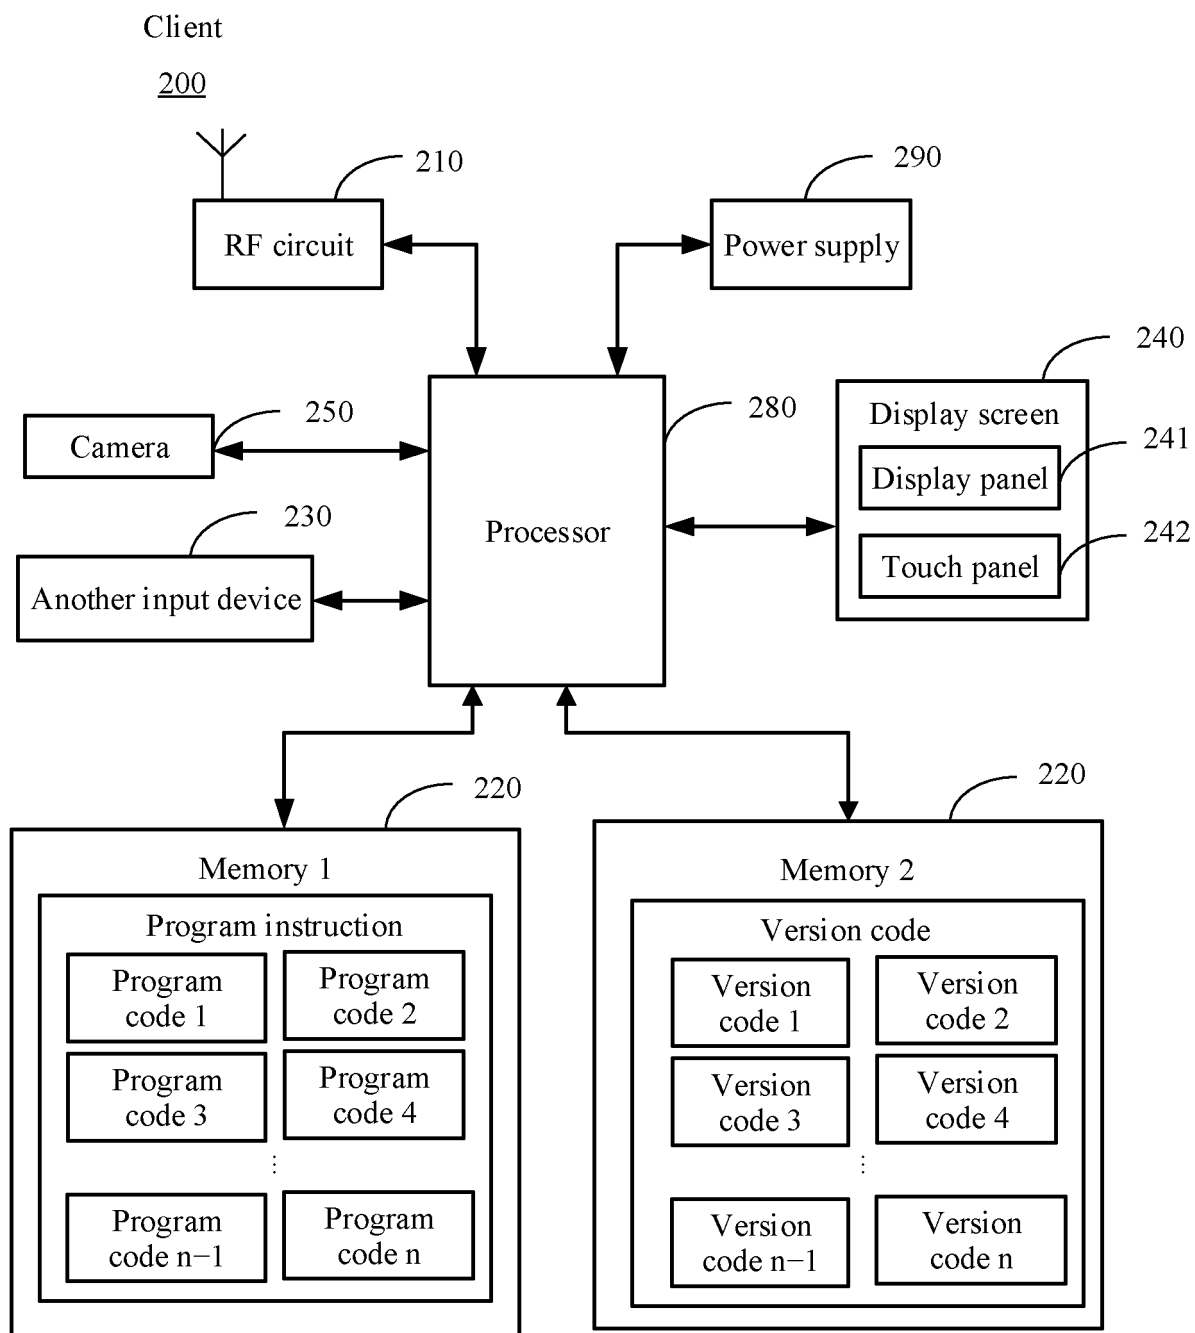 Client
200
210
RF circuit
290
Power supply
250
Camera
230
Another input device
280
Processor
240
Display screen
241
Display panel
242
Touch panel
220
Memory 1
Program instruction
Program
code 1
Program
code 2
Program
code 3
Program
code 4
⋮
Program
code n−1
Program
code n
220
Memory 2
Version code
Version
code 1
Version
code 2
Version
code 3
Version
code 4
⋮
Version
code n−1
Version
code n